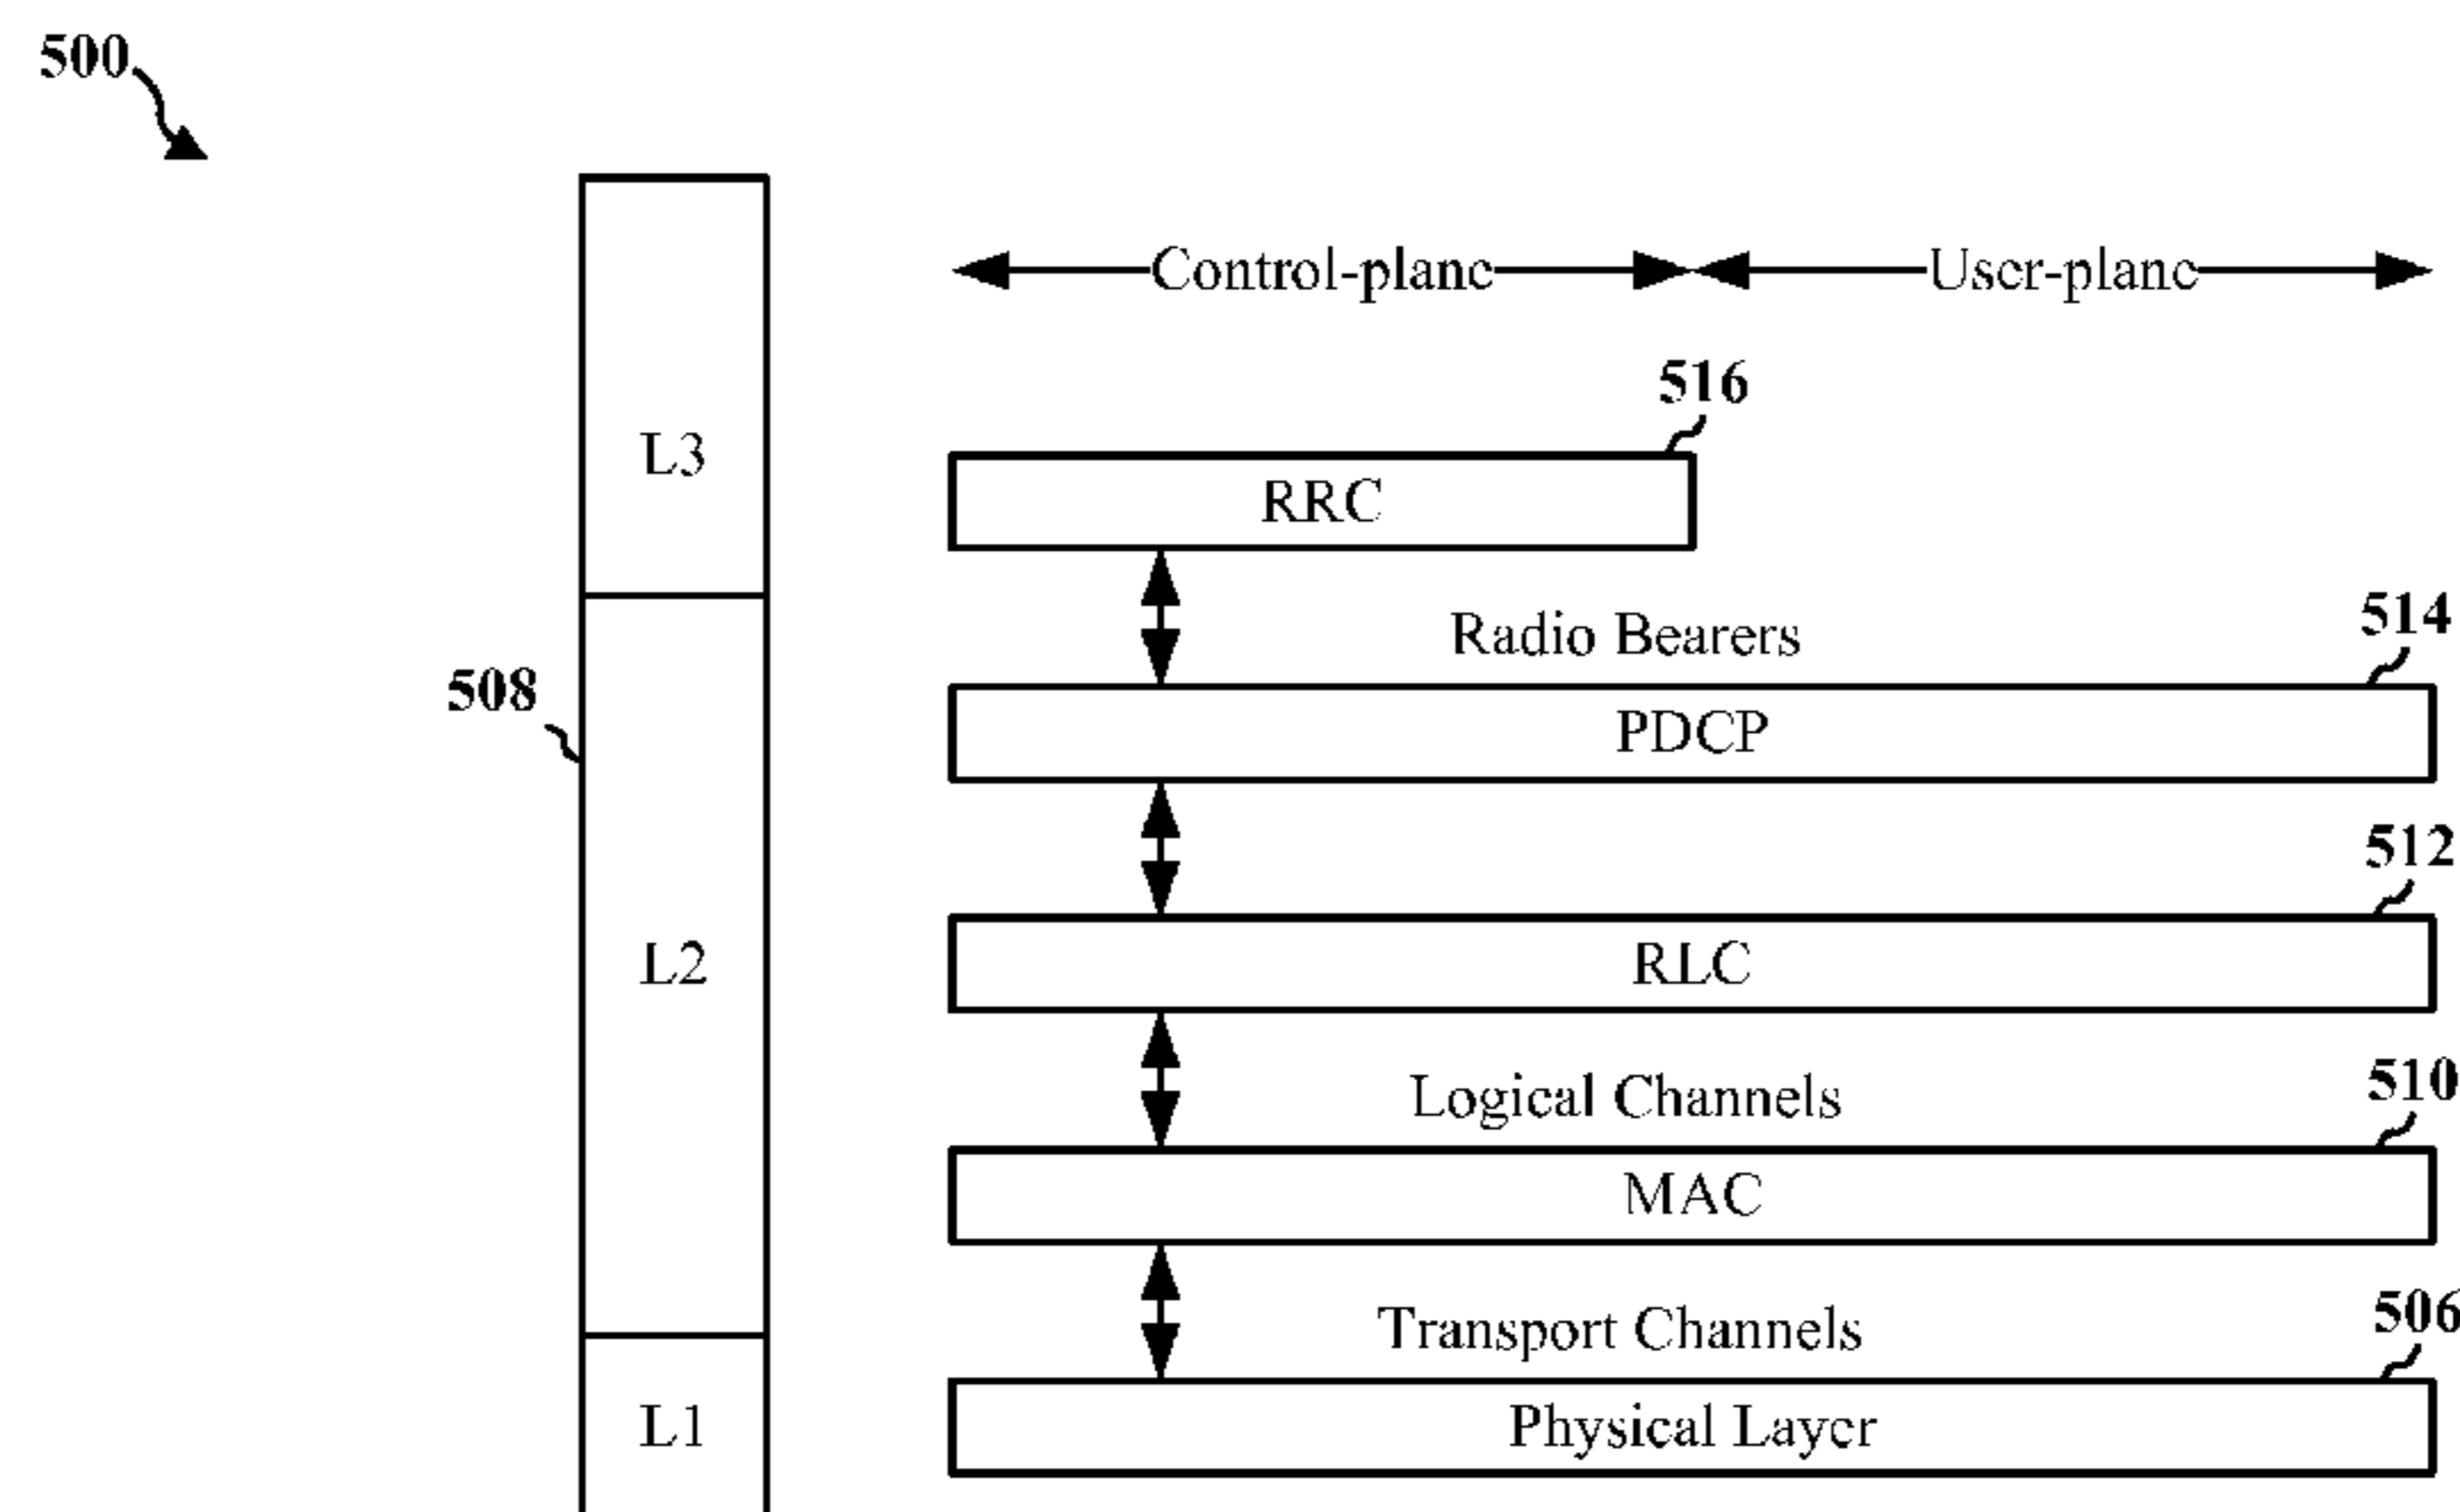 500
Control-plane User-plane
516
L3
RRC
514
Radio Bearers
508
PDCP
512
L2
RLC
510
Logical Channels
MAC
506
Transport Channels
L1
Physical Layer